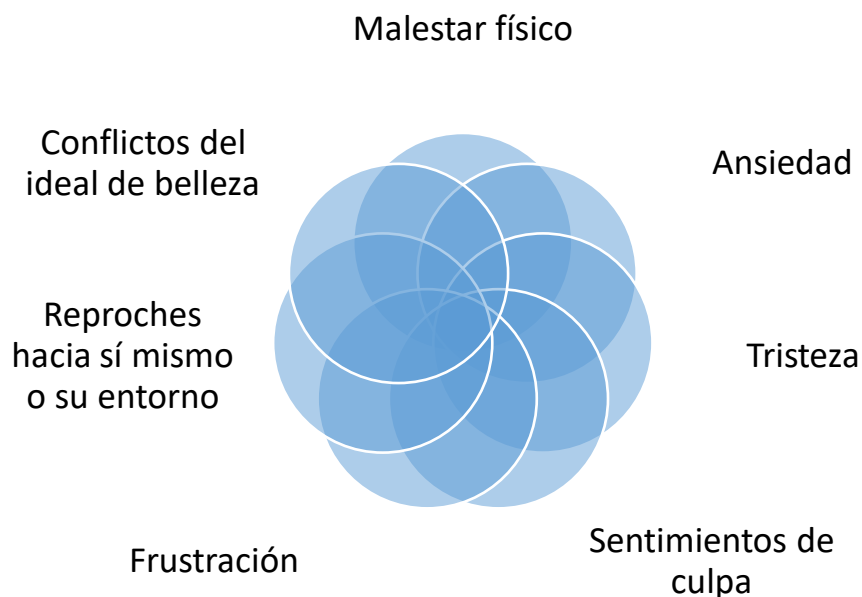 Malestar físico
Conflictos del
ideal de belleza
Ansiedad
Reproches
hacia sí mismo
o su entorno
Tristeza
Frustración
Sentimientos de
culpa